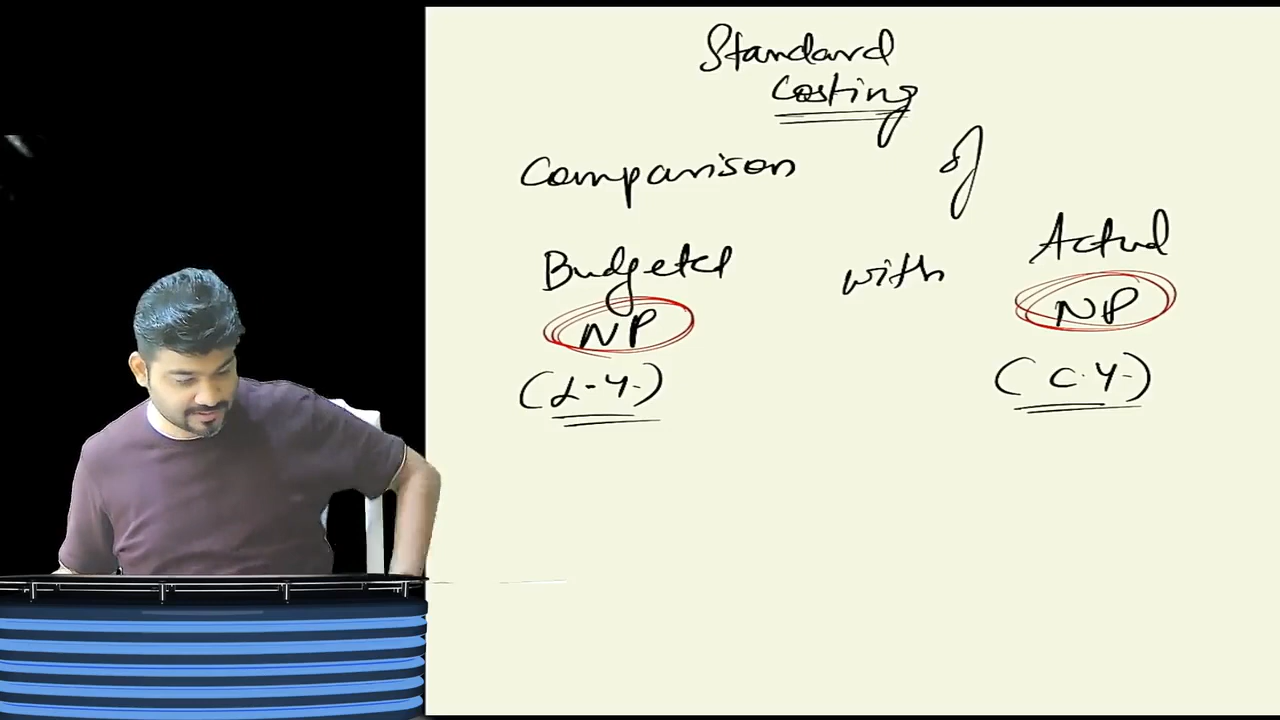 Standard
Costing
Comparison of
Budgeted with Actual
NP NP
(L.Y.) (C.Y.)